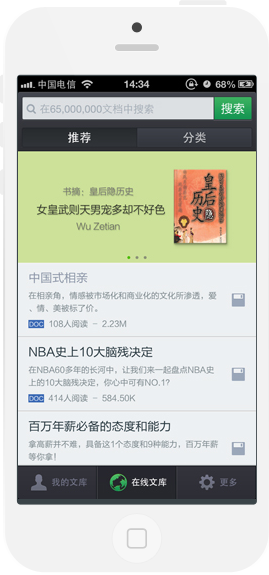 中国电信 14:34 68%
在65,000,000文档中搜索 搜索
推荐 分类
书摘：皇后隐历史
女皇武则天男宠多却不好色
Wu Zetian
皇后隐历史
中国式相亲
在相亲角，情感被市场化和商业化的文化所渗透，爱
、情、美被标了价。
DOC 108人阅读 － 2.23M
NBA史上10大脑残决定
在NBA60多年的长河中，让我们来一起盘点NBA史
上的10大脑残决定，你心中可有NO.1?
DOC 414人阅读 － 584.50K
百万年薪必备的态度和能力
拿高薪并不难，具备这1个态度和9种能力，百万年薪
等你拿！
我的文库 在线文库 更多